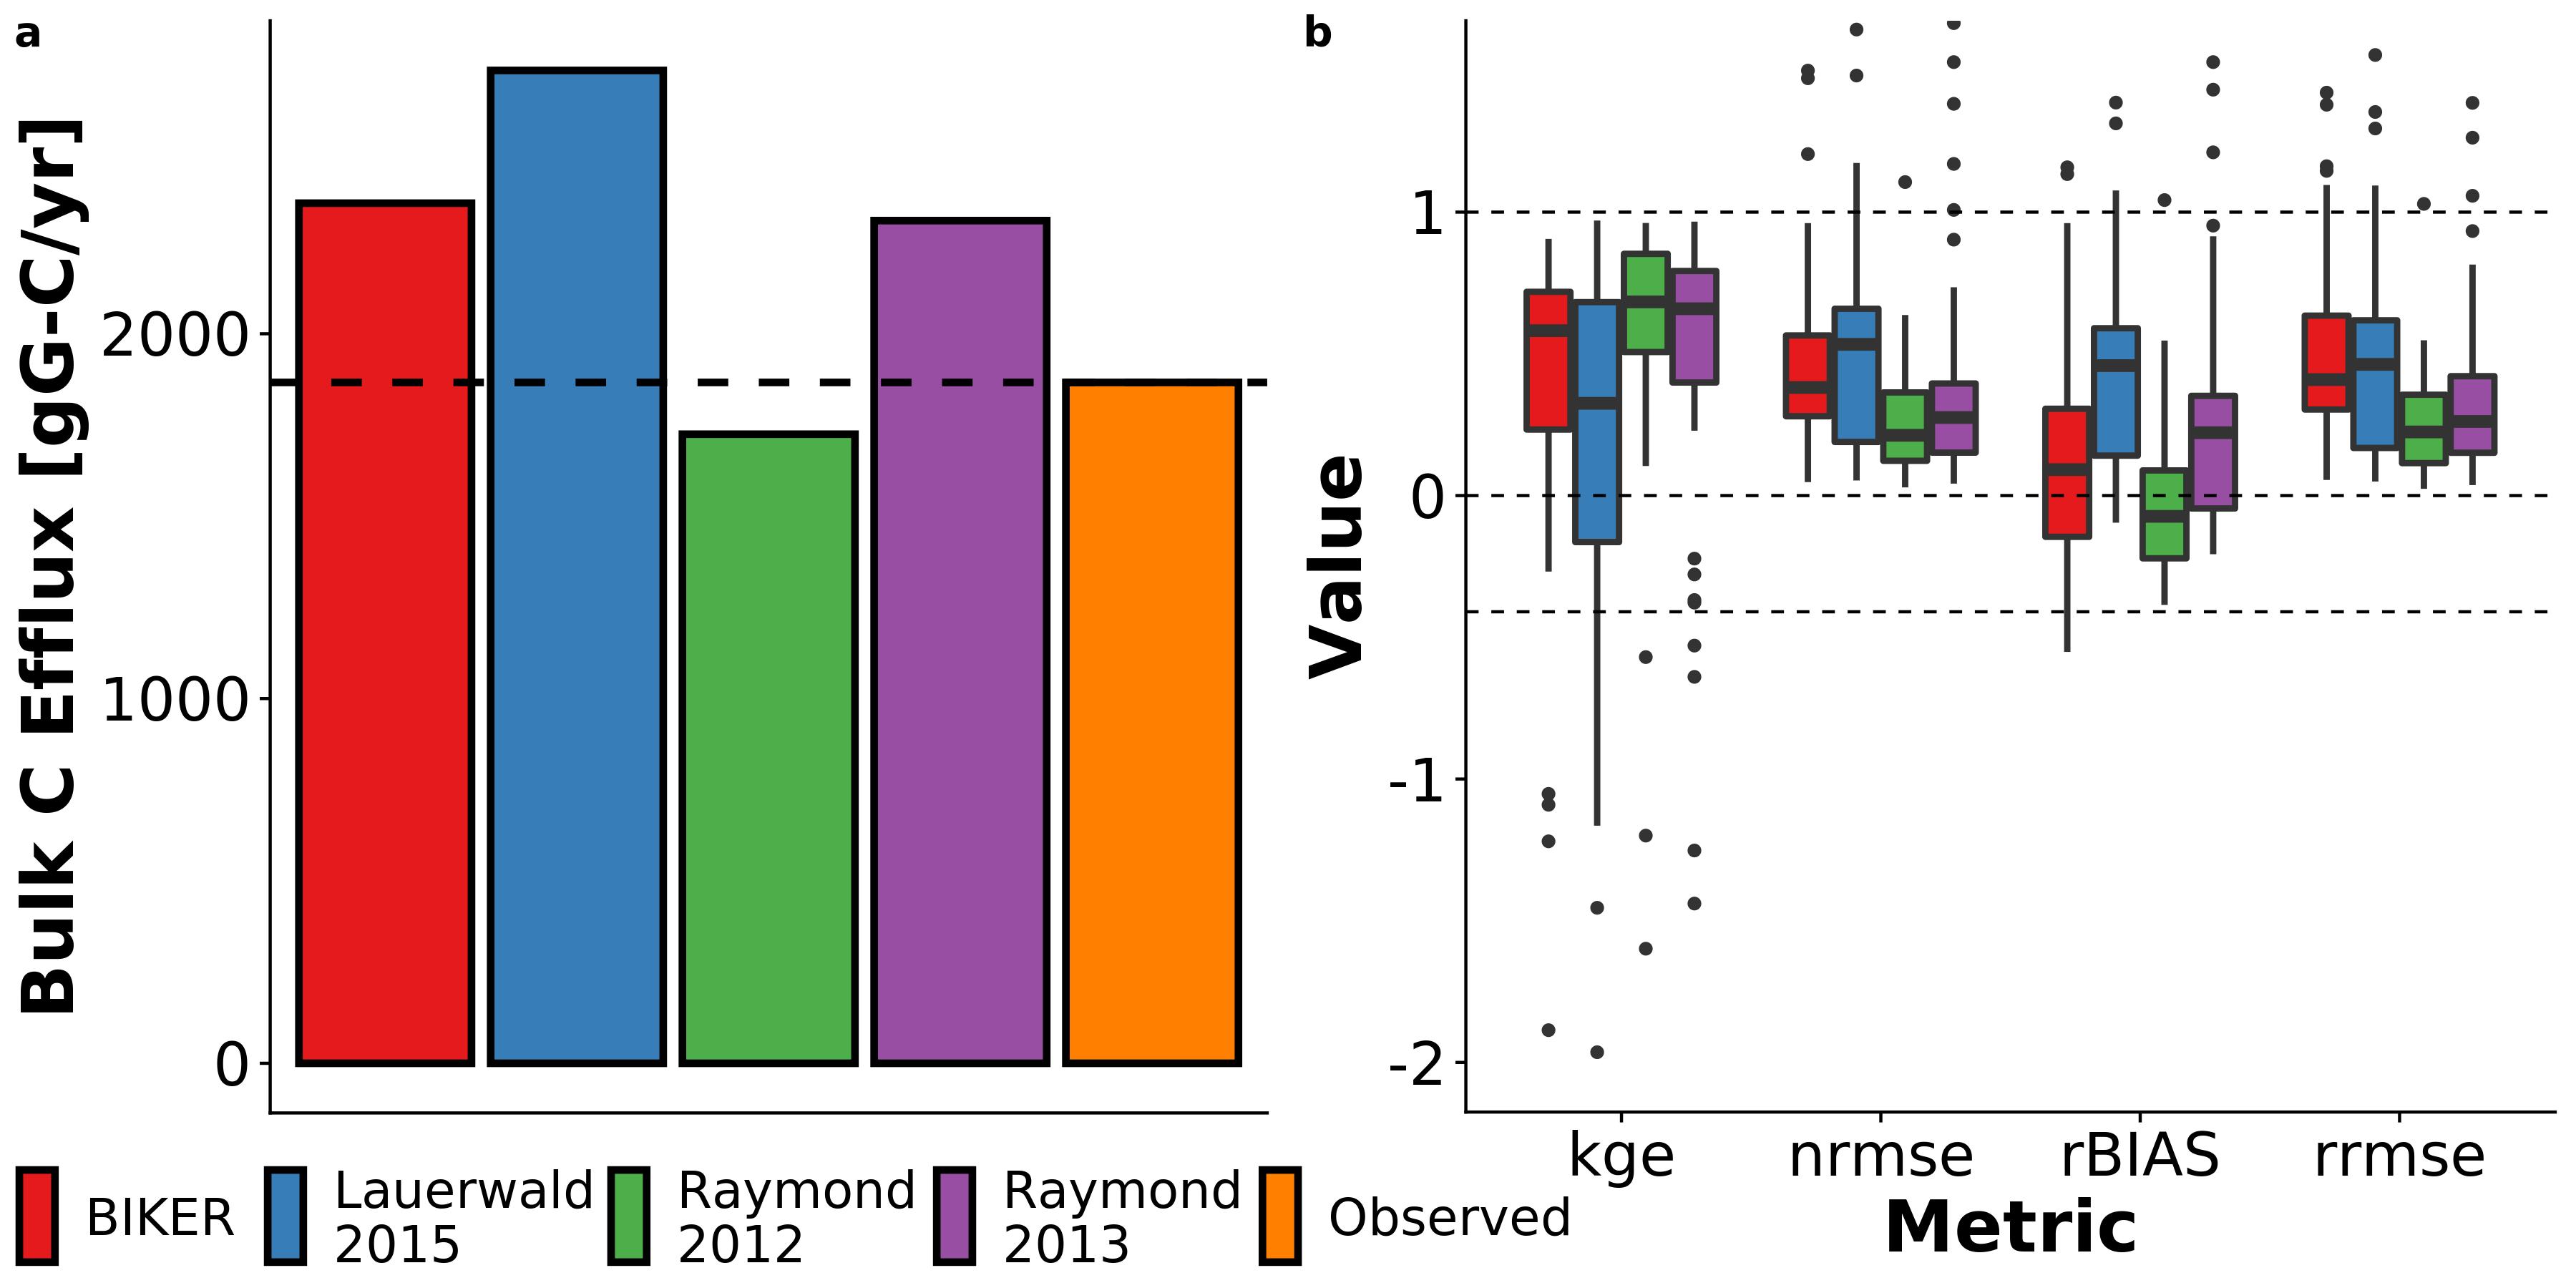 a
Bulk C Efflux [gG-C/yr]
2000
1000
0
BIKER
Lauerwald
2015
Raymond
2012
Raymond
2013
Observed
b
Value
1
0
-1
-2
kge
nrmse
rBIAS
rrmse
Metric